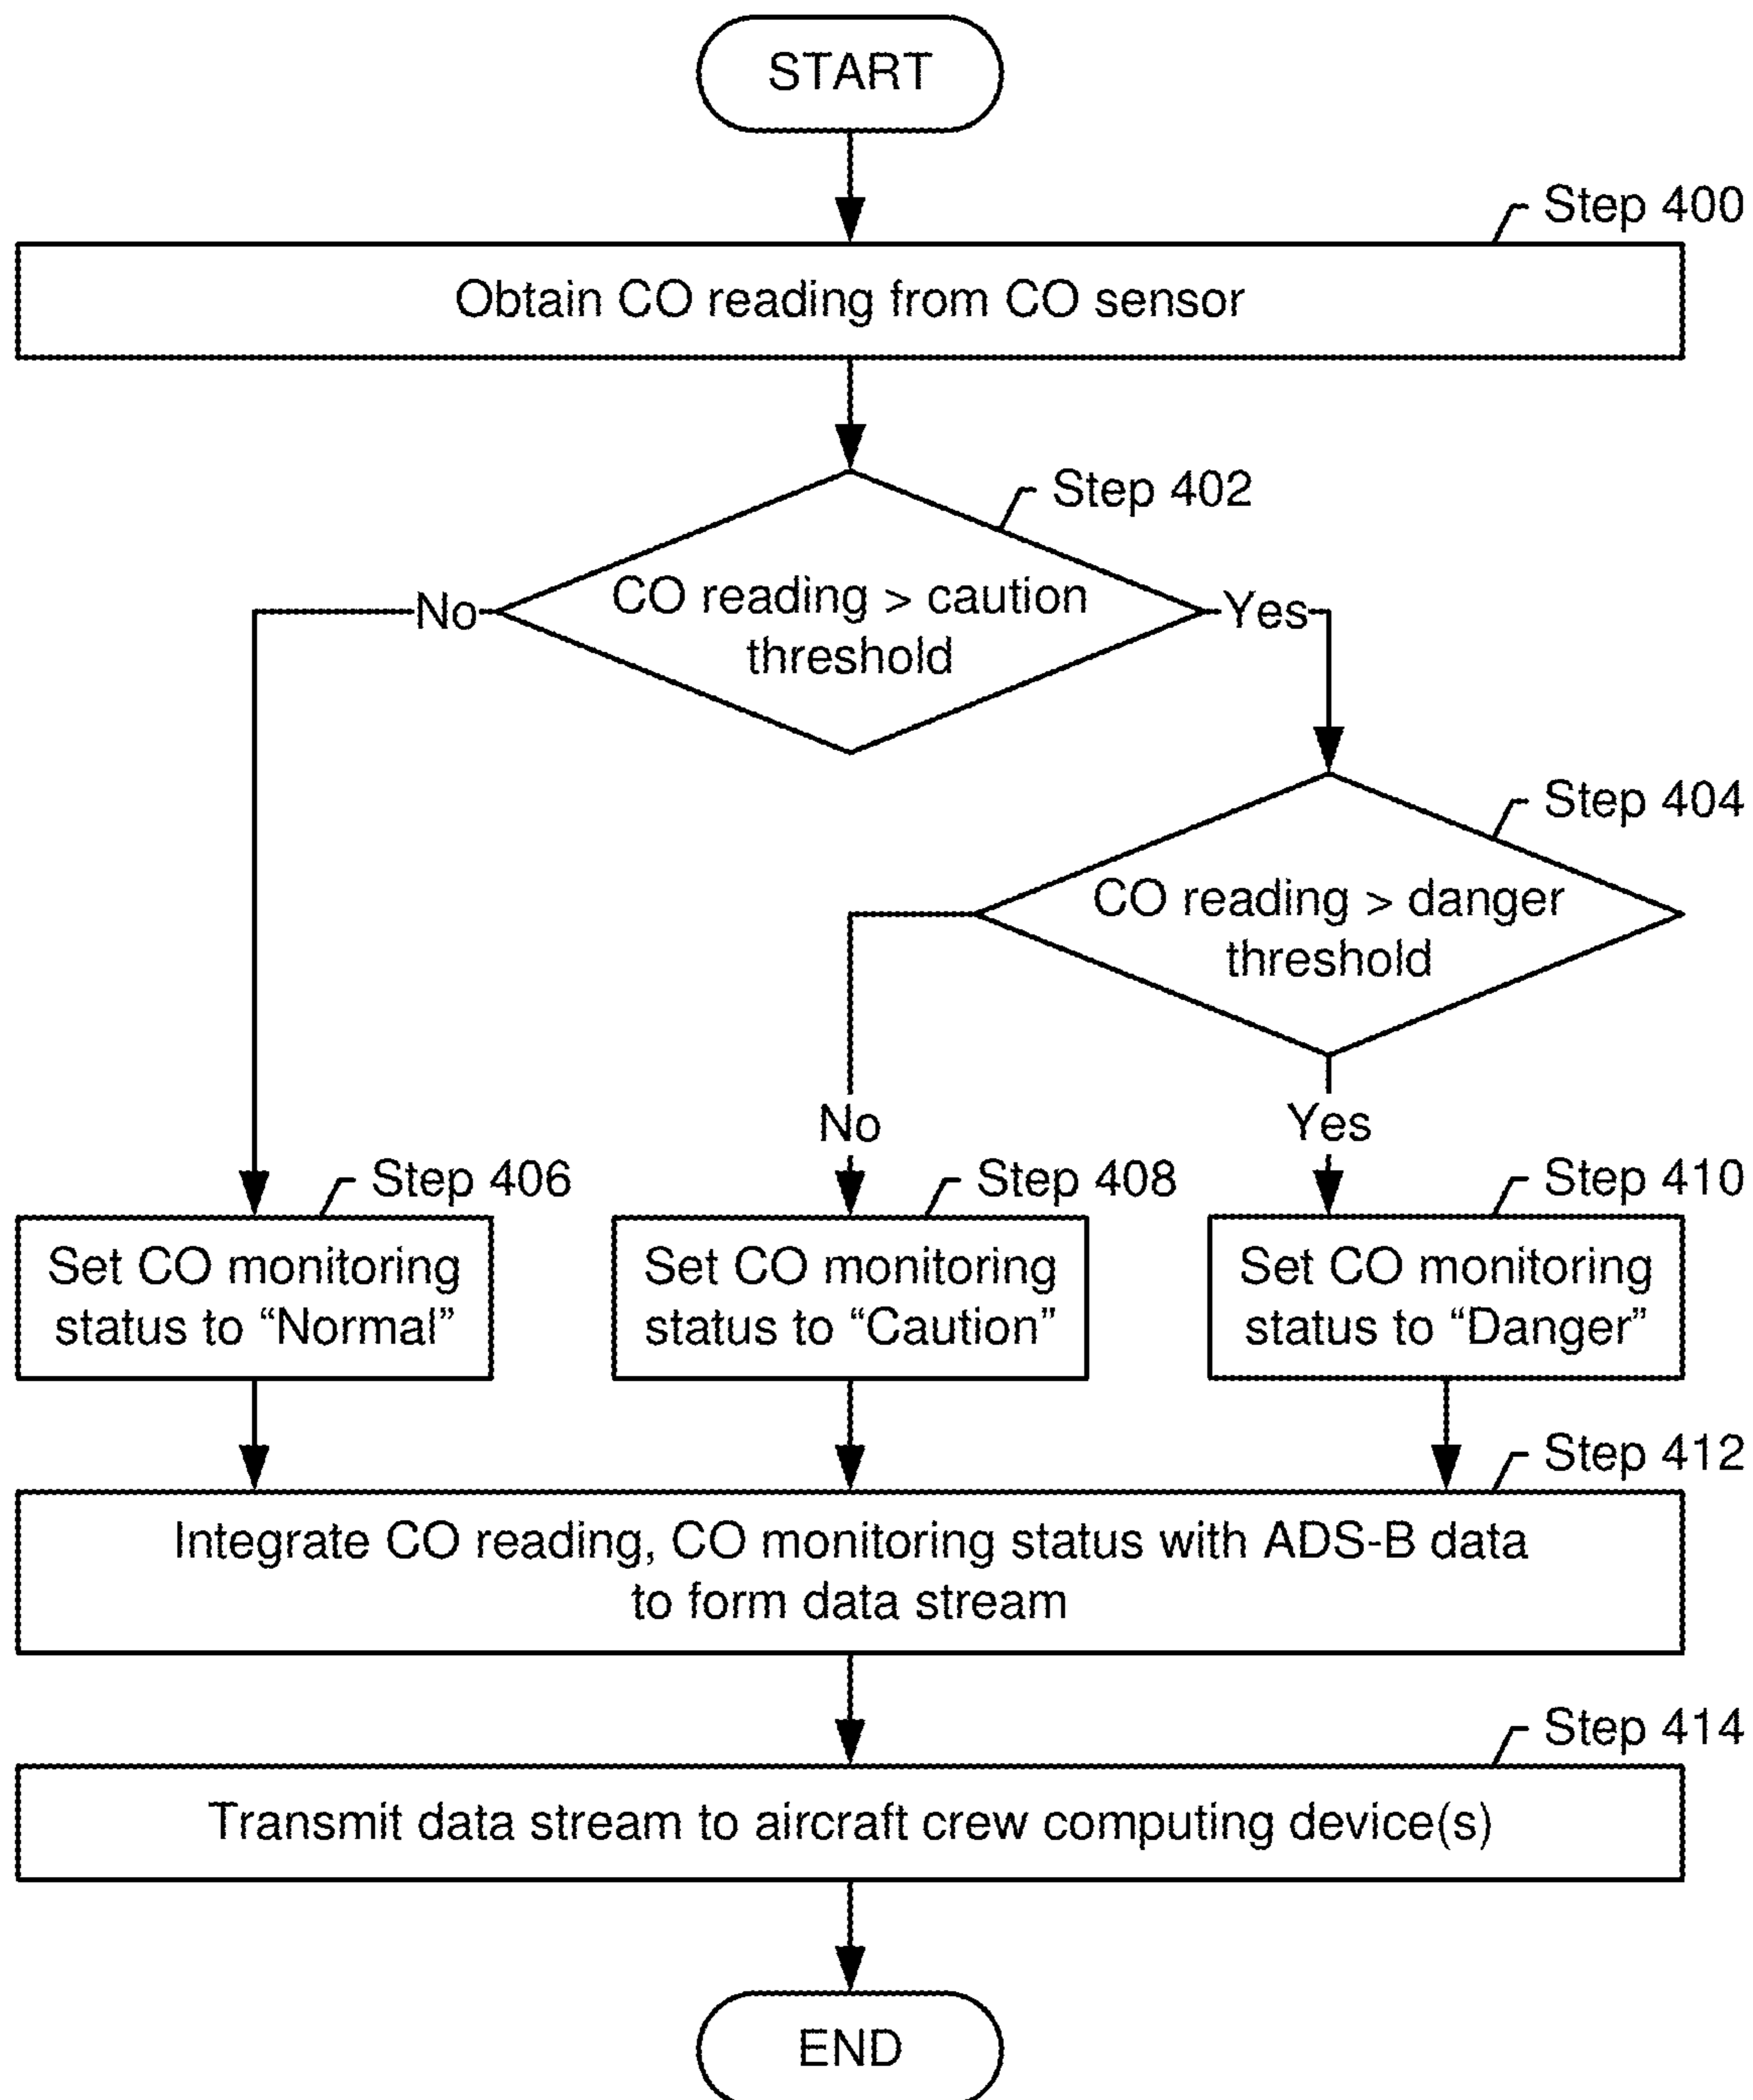 START
Step 400
Obtain CO reading from CO sensor
Step 402
CO reading > caution
threshold
No
Yes
Step 404
CO reading > danger
threshold
No
Yes
Step 406
Set CO monitoring
status to “Normal”
Step 408
Set CO monitoring
status to “Caution”
Step 410
Set CO monitoring
status to “Danger”
Step 412
Integrate CO reading, CO monitoring status with ADS-B data
to form data stream
Step 414
Transmit data stream to aircraft crew computing device(s)
END